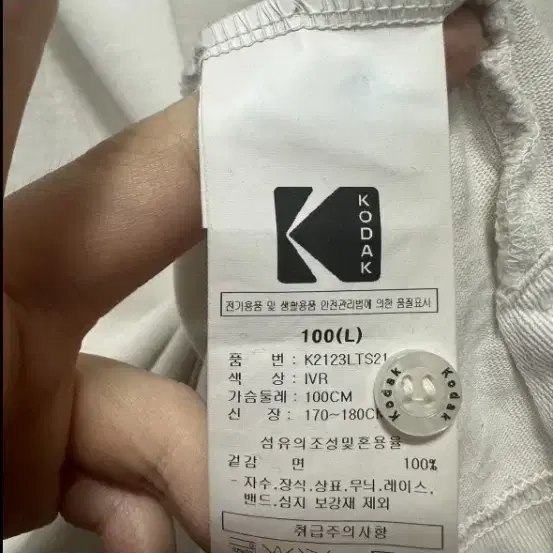 KODAK
전기용품 및 생활용품 안전관리법에 의한 품질표시
100(L)
품 번 : K2123LTS21
색 상 : IVR
가슴둘레 : 100CM
신 장 : 170~180CM
Kodak Kodak
섬유의조성및혼용율
겉감 면 100%
- 자수.장식.상표.무늬.레이스.
밴드.심지 보강재 제외
취급주의사항